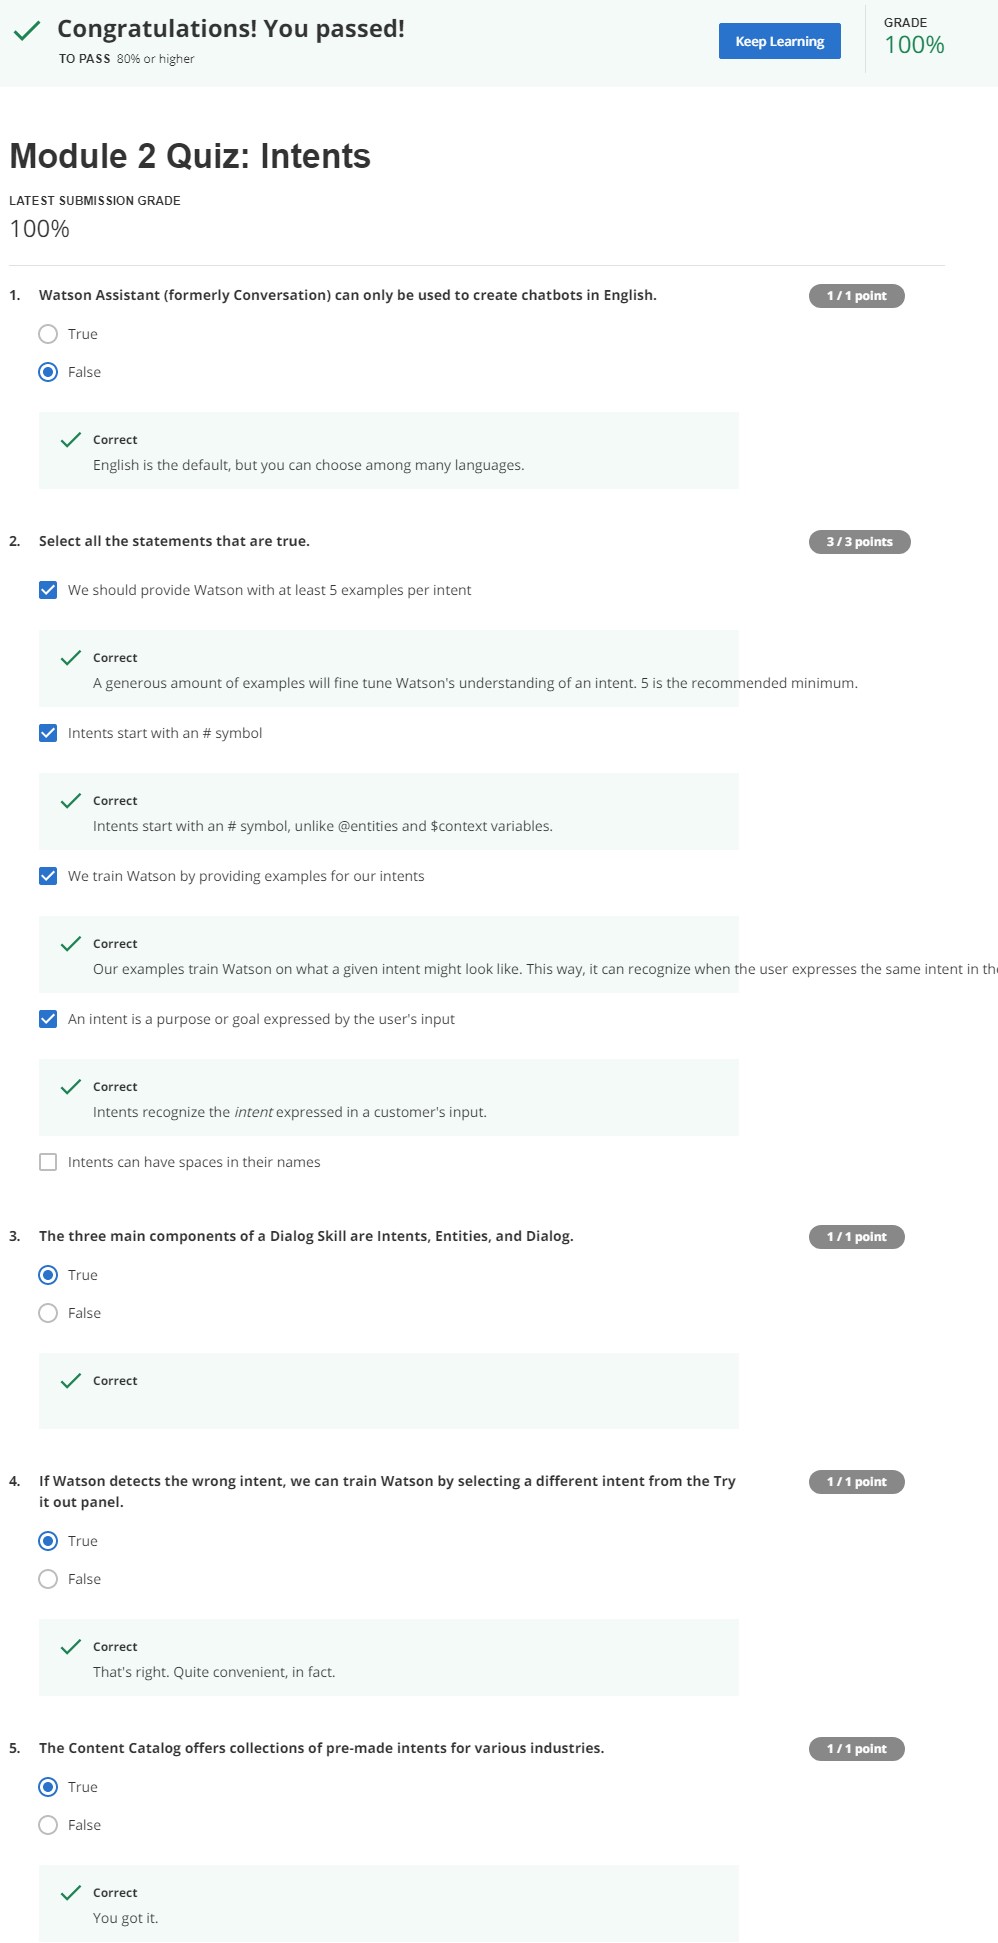 Congratulations! You passed!
TO PASS 80% or higher
Keep Learning
GRADE
100%
Module 2 Quiz: Intents
LATEST SUBMISSION GRADE
100%
1. Watson Assistant (formerly Conversation) can only be used to create chatbots in English.
1 / 1 point
True
False
Correct
English is the default, but you can choose among many languages.
2. Select all the statements that are true.
3 / 3 points
We should provide Watson with at least 5 examples per intent
Correct
A generous amount of examples will fine tune Watson's understanding of an intent. 5 is the recommended minimum.
Intents start with an # symbol
Correct
Intents start with an # symbol, unlike @entities and $context variables.
We train Watson by providing examples for our intents
Correct
Our examples train Watson on what a given intent might look like. This way, it can recognize when the user expresses the same intent in
An intent is a purpose or goal expressed by the user's input
Correct
Intents recognize the intent expressed in a customer's input.
Intents can have spaces in their names
3. The three main components of a Dialog Skill are Intents, Entities, and Dialog.
1 / 1 point
True
False
Correct
4. If Watson detects the wrong intent, we can train Watson by selecting a different intent from the Try
it out panel.
1 / 1 point
True
False
Correct
That's right. Quite convenient, in fact.
5. The Content Catalog offers collections of pre-made intents for various industries.
1 / 1 point
True
False
Correct
You got it.